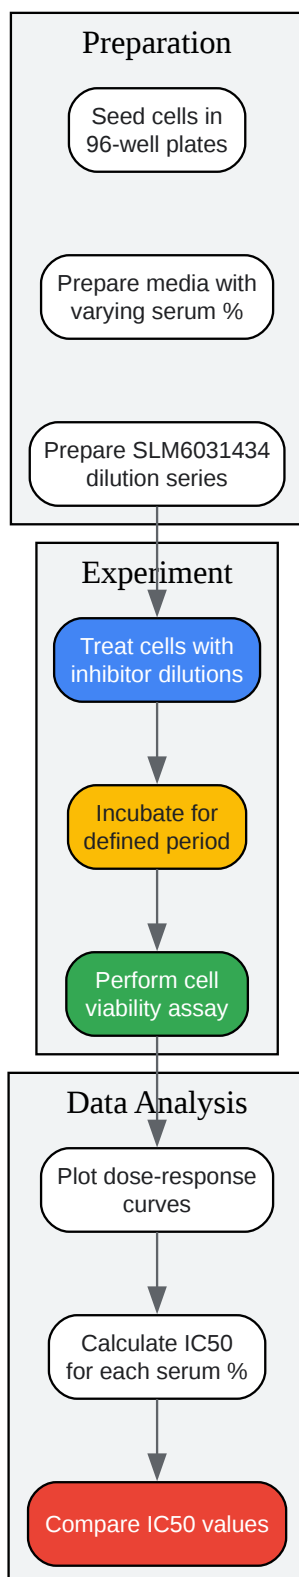 Preparation
Seed cells in
96-well plates
Prepare media with
varying serum %
Prepare SLM6031434
dilution series
Experiment
Treat cells with
inhibitor dilutions
Incubate for
defined period
Perform cell
viability assay
Data Analysis
Plot dose-response
curves
Calculate IC50
for each serum %
Compare IC50 values